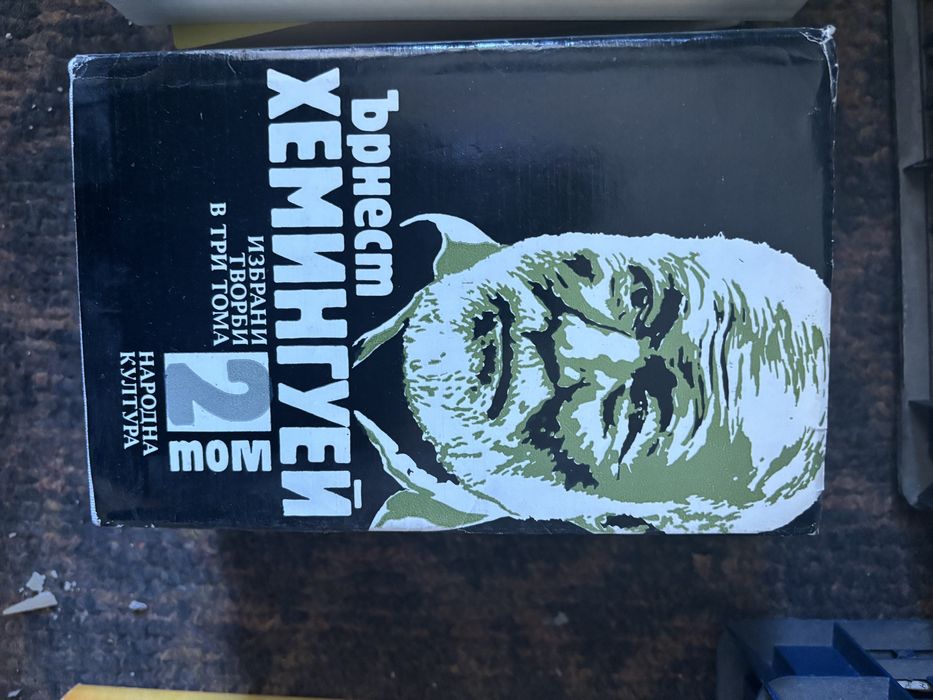 Ърнест
ХЕМИНГУЕЙ
ИЗБРАНИ
ТВОРБИ
В ТРИ ТОМА
2
том
НАРОДНА
КУЛТУРА